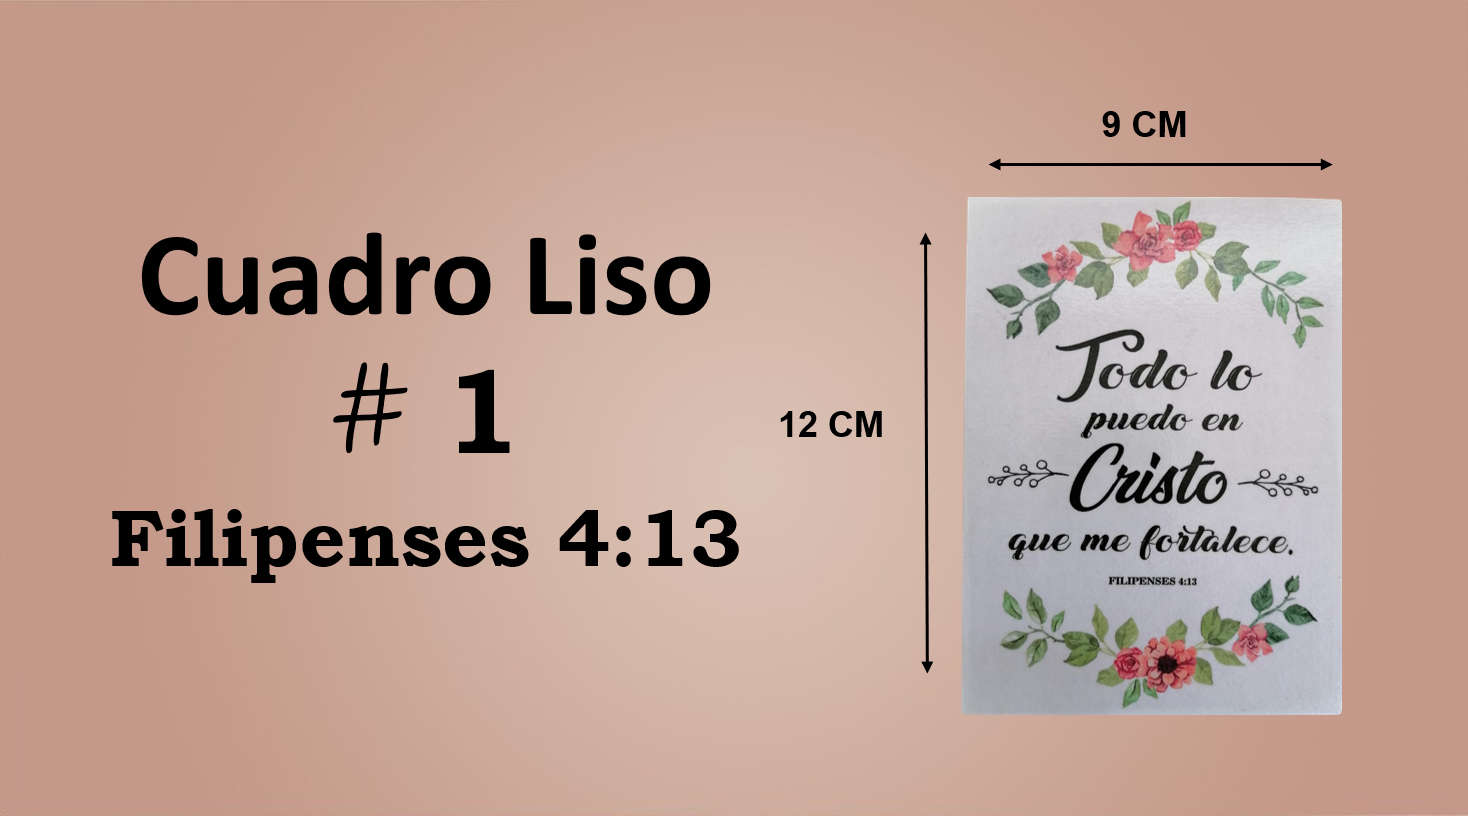 Cuadro Liso
# 1
Filipenses 4:13
9 CM
12 CM
Todo lo
puedo en
Cristo
que me fortalece.
FILIPENSES 4:13